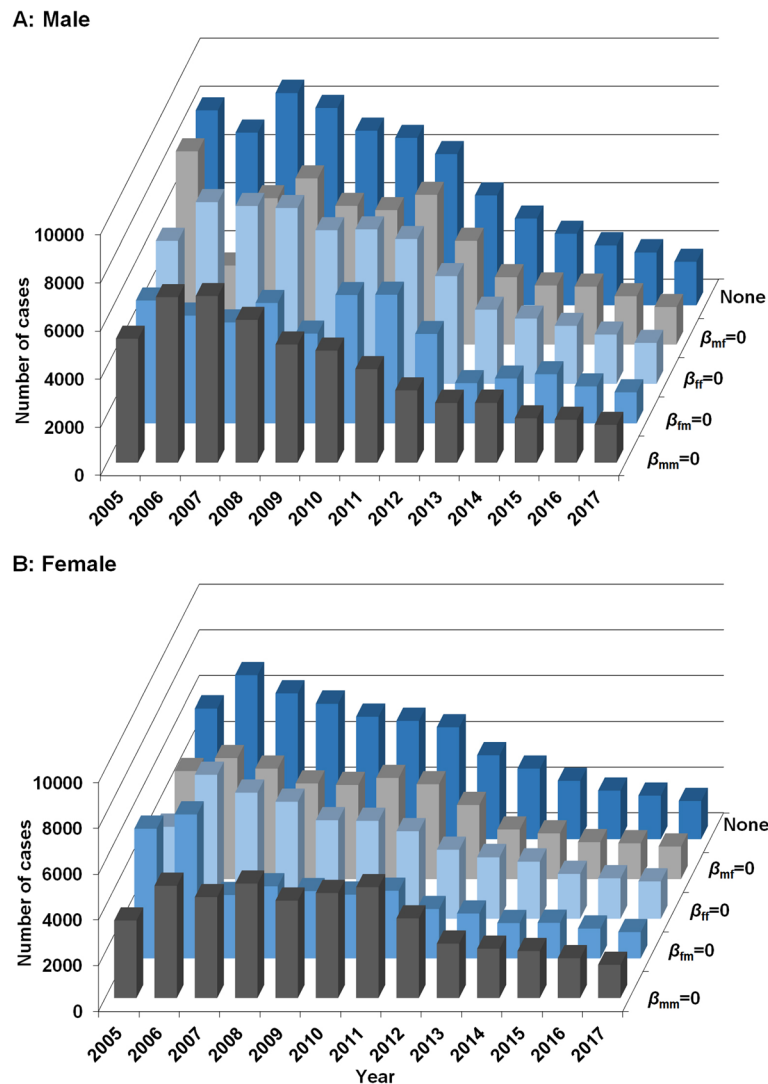 A: Male
10000
8000
6000
4000
2000
0
Number of cases
2005
2006
2007
2008
2009
2010
2011
2012
2013
2014
2015
2016
2017
None
βmf=0
βff=0
βfm=0
βmm=0
B: Female
10000
8000
6000
4000
2000
0
Number of cases
2005
2006
2007
2008
2009
2010
2011
2012
2013
2014
2015
2016
2017
Year
None
βmf=0
βff=0
βfm=0
βmm=0